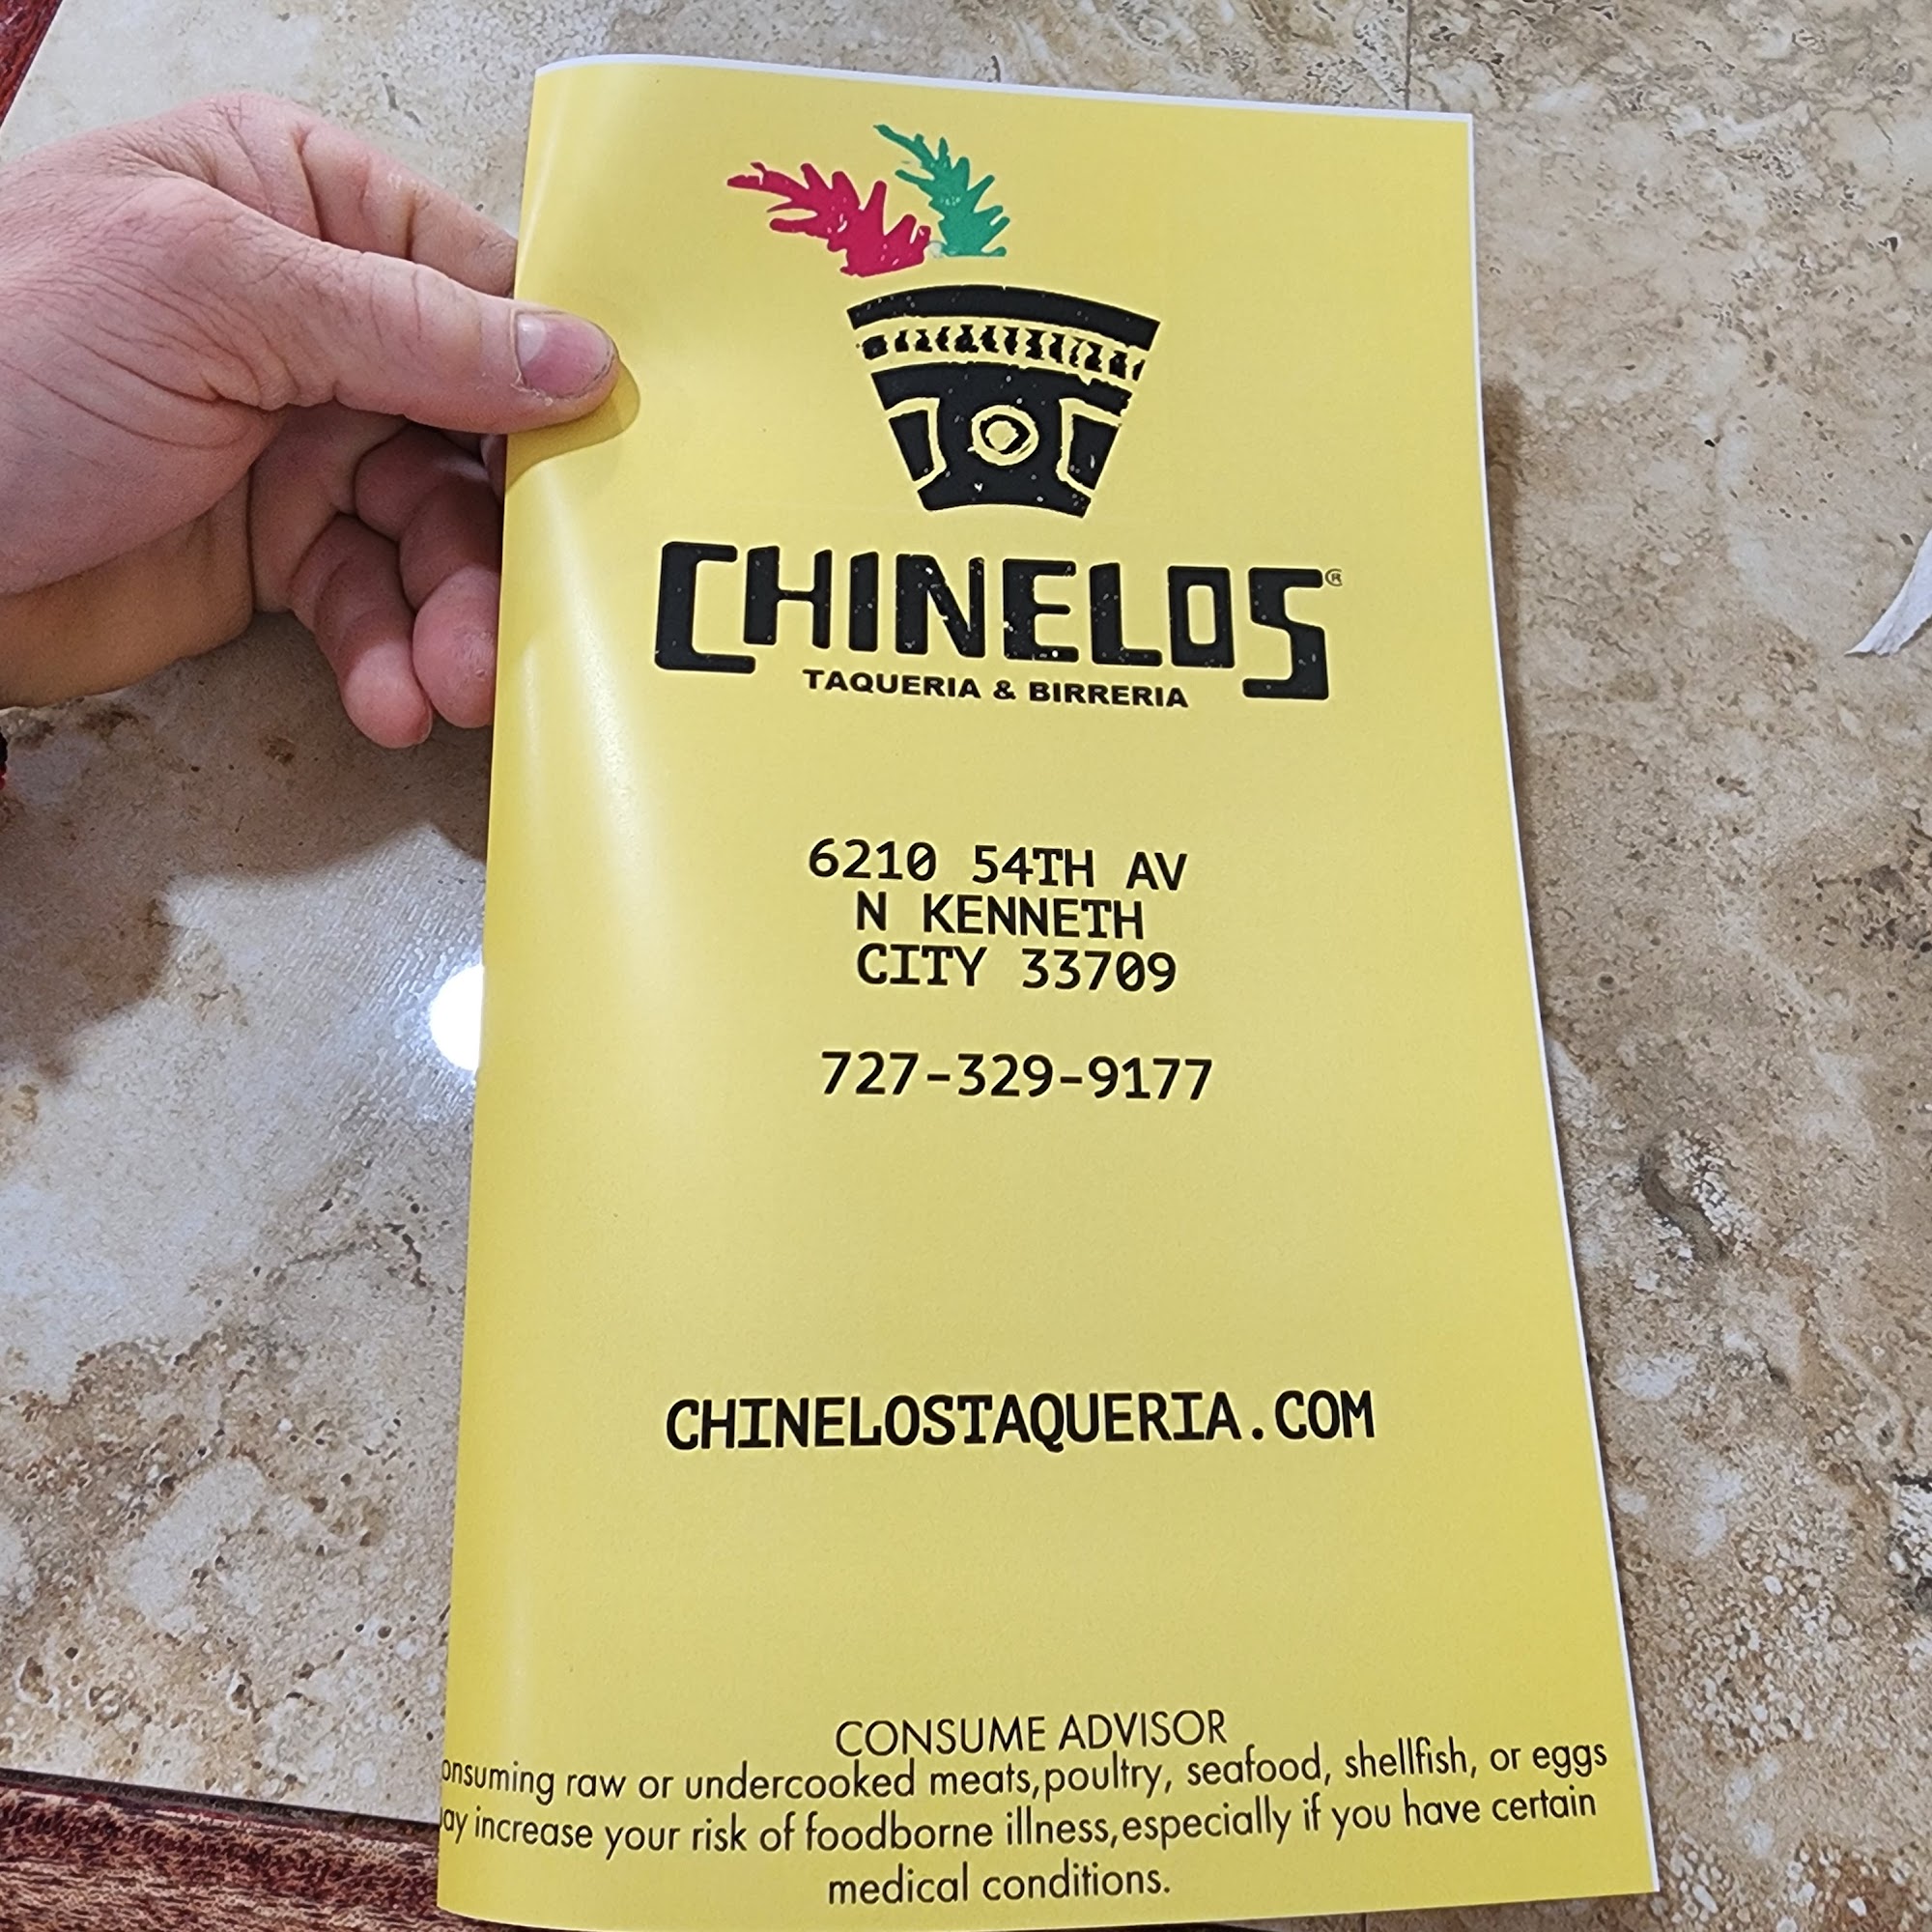 CHINELOS®
TAQUERIA & BIRRERIA
6210 54TH AV
N KENNETH
CITY 33709
727-329-9177
CHINELOSTAQUERIA.COM
CONSUME ADVISOR
onsuming raw or undercooked meats,poultry, seafood, shellfish, or eggs
ay increase your risk of foodborne illness,especially if you have certain
medical conditions.